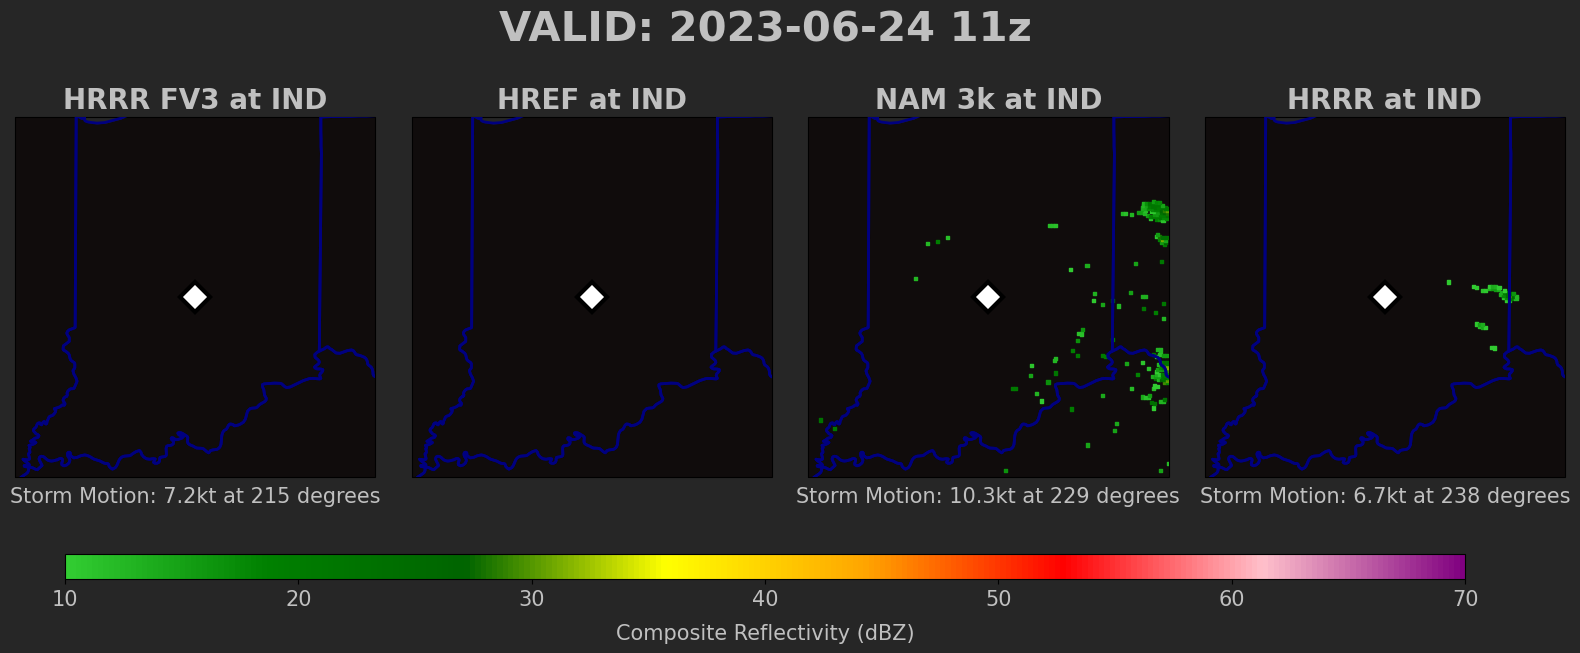 VALID: 2023-06-24 11z
HRRR FV3 at IND
HREF at IND
NAM 3k at IND
HRRR at IND
Storm Motion: 7.2kt at 215 degrees
Storm Motion: 10.3kt at 229 degrees
Storm Motion: 6.7kt at 238 degrees
10 20 30 40 50 60 70
Composite Reflectivity (dBZ)